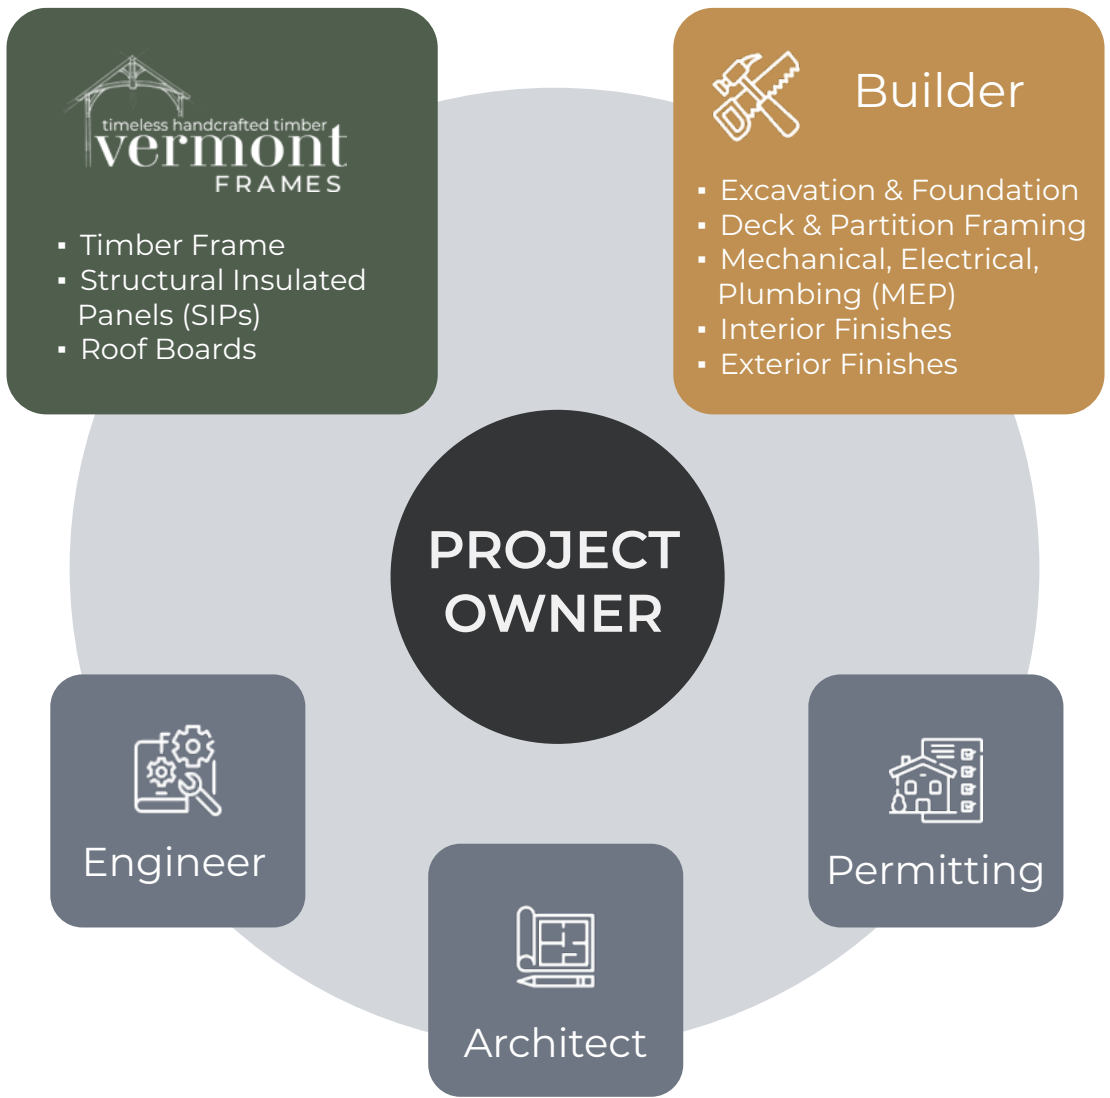 timeless handcrafted timber
vermont
FRAMES
▪ Timber Frame
▪ Structural Insulated
Panels (SIPs)
▪ Roof Boards
Builder
▪ Excavation & Foundation
▪ Deck & Partition Framing
▪ Mechanical, Electrical,
Plumbing (MEP)
▪ Interior Finishes
▪ Exterior Finishes
PROJECT
OWNER
Engineer
Architect
Permitting